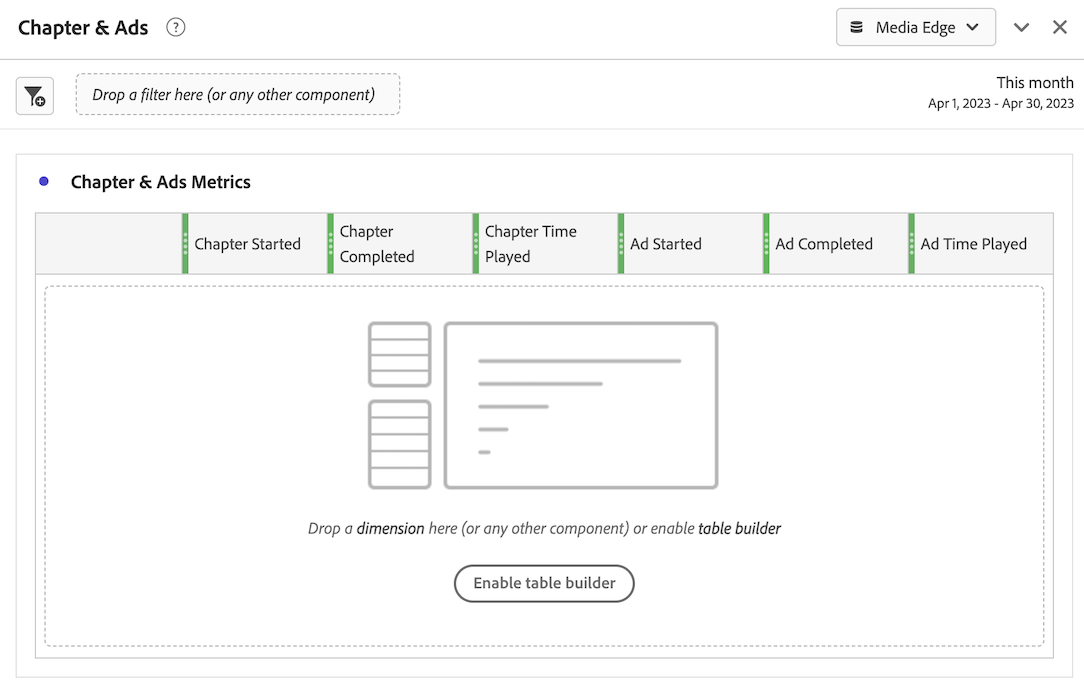 Chapter & Ads ?
Media Edge
Drop a filter here (or any other component)
This month
Apr 1, 2023 - Apr 30, 2023
Chapter & Ads Metrics
Chapter Started
Chapter
Completed
Chapter Time
Played
Ad Started
Ad Completed
Ad Time Played
Drop a dimension here (or any other component) or enable table builder
Enable table builder